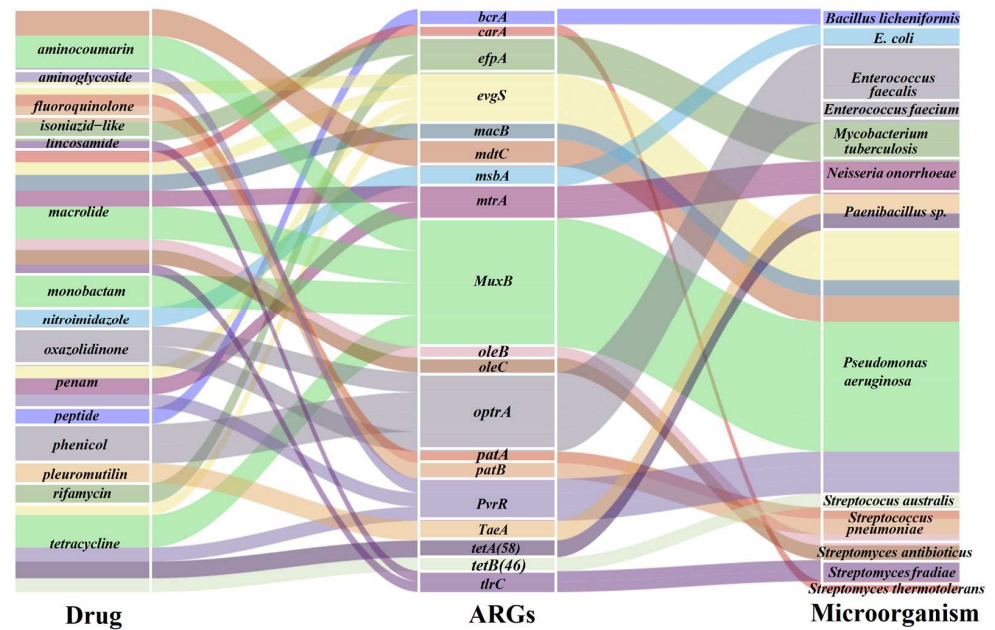 aminocoumarin
aminoglycoside
fluoroquinolone
isoniazid-like
lincosamide
macrolide
monobactam
nitroimidazole
oxazolidinone
penam
peptide
phenicol
pleuromutilin
rifamycin
tetracycline
Drug
bcrA
carA
efpA
evgS
macB
mdtC
msbA
mtrA
MuxB
oleB
oleC
optrA
patA
patB
PvrR
TaeA
tetA(58)
tetB(46)
tlrC
ARGs
Bacillus licheniformis
E. coli
Enterococcus
faecalis
Enterococcus faecium
Mycobacterium
tuberculosis
Neisseria onorrhoeae
Paenibacillus sp.
Pseudomonas
aeruginosa
Streptococus australis
Streptococcus
pneumoniae
Streptomyces antibioticus
Streptomyces fradiae
Streptomyces thermotolerans
Microorganism